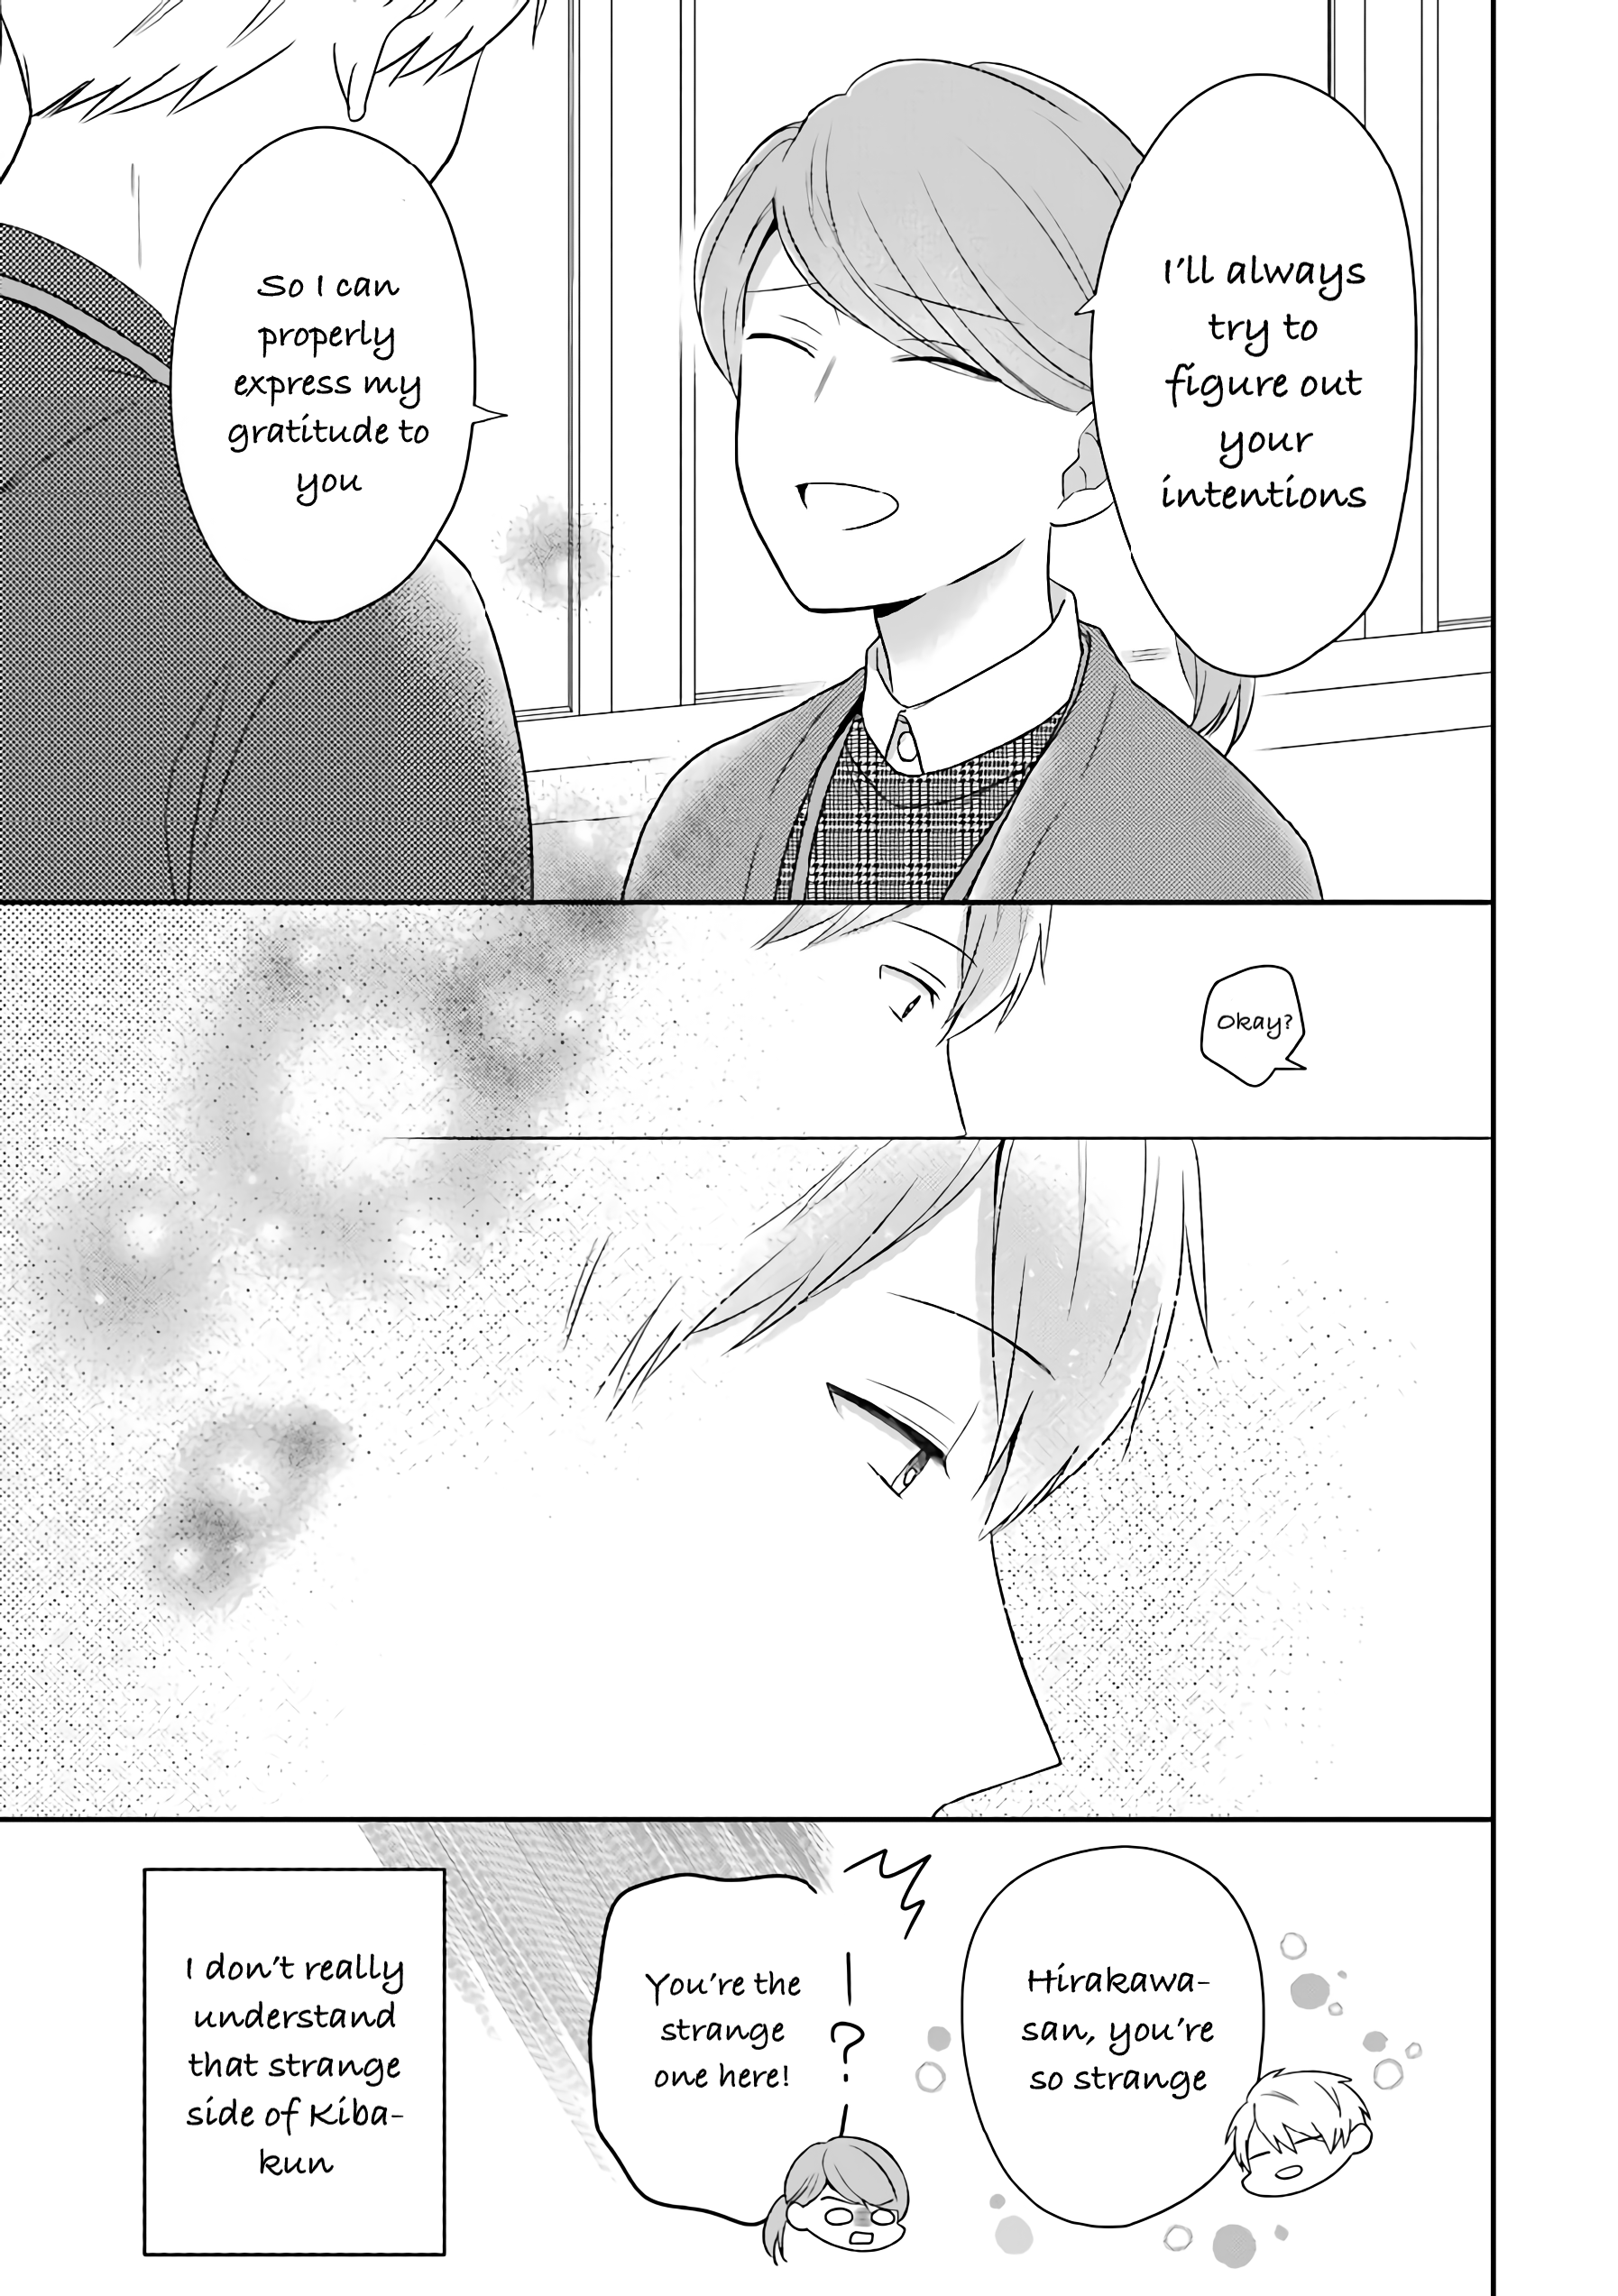 I'll always
try to
figure out
your
intentions
So I can
properly
express my
gratitude to
you
Okay?
Hirakawa-
san, you're
so strange
!?
You're the
strange
one here!
I don't really
understand
that strange
side of Kiba-
kun